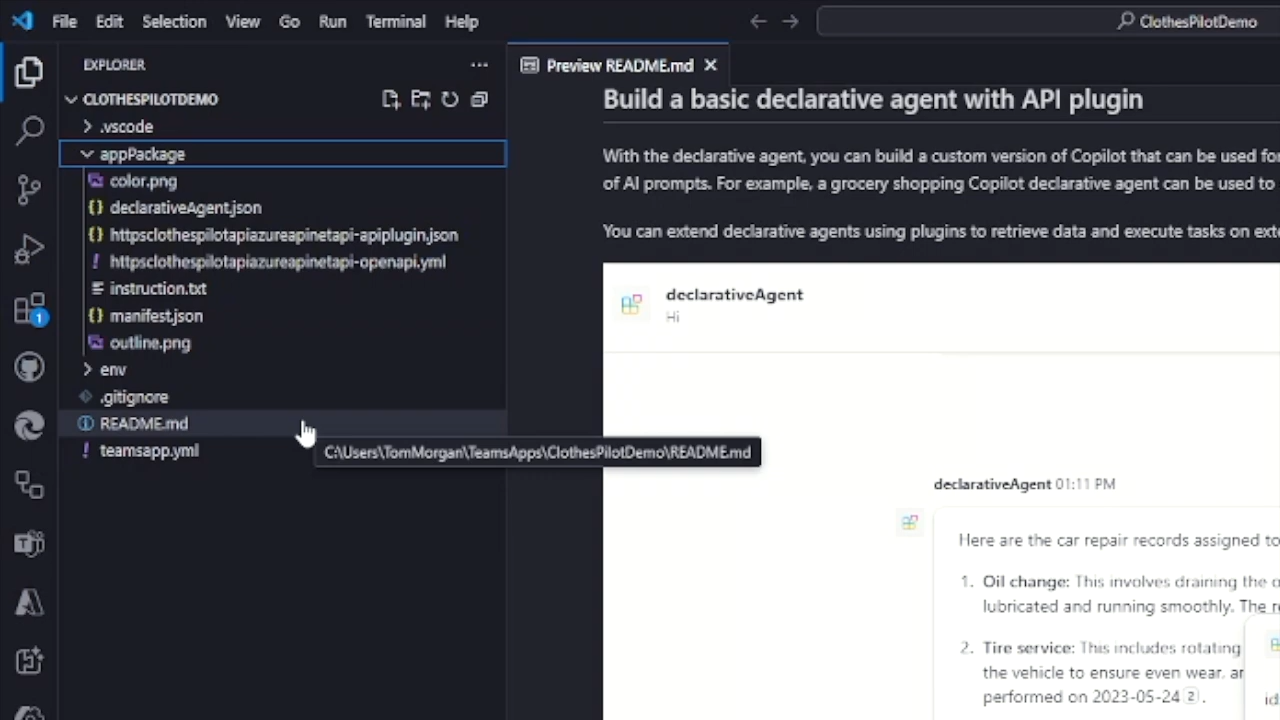 File Edit Selection View Go Run Terminal Help
ClothesPilotDemo
EXPLORER
CLOTHESPILOTDEMO
.vscode
appPackage
color.png
declarativeAgent.json
httpsclothespilotapiazureapinetapi-apiplugin.json
httpsclothespilotapiazureapinetapi-openapi.yml
instruction.txt
manifest.json
outline.png
env
.gitignore
README.md
teamsapp.yml
C:\Users\TomMorgan\TeamsApps\ClothesPilotDemo\README.md
1
Preview README.md
Build a basic declarative agent with API plugin
With the declarative agent, you can build a custom version of Copilot that can be used for
of AI prompts. For example, a grocery shopping Copilot declarative agent can be used to
You can extend declarative agents using plugins to retrieve data and execute tasks on
declarativeAgent
Hi
declarativeAgent 01:11 PM
Here are the car repair records assigned to
1. Oil change: This involves draining the
lubricated and running smoothly. The
2. Tire service: This includes rotating
the vehicle to ensure even wear,
performed on 2023-05-24 2 .